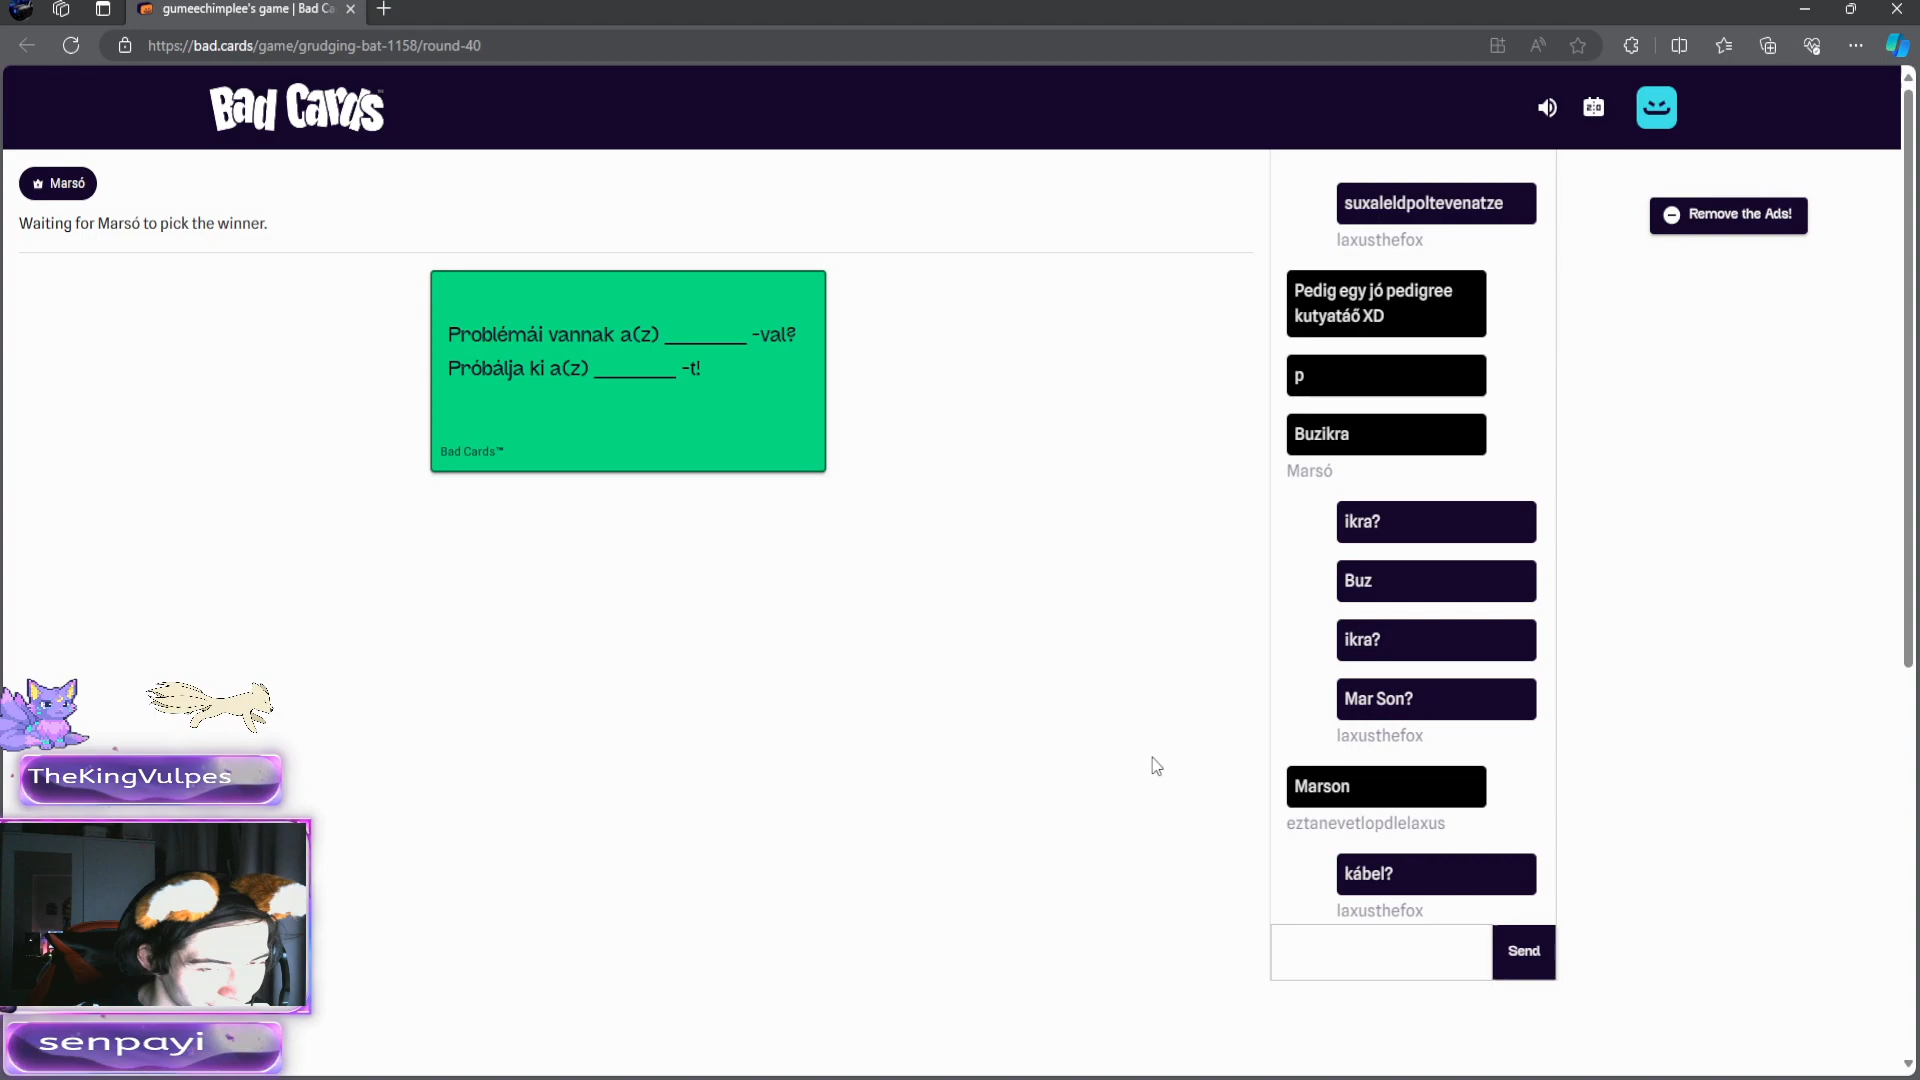 gumeechimplee's game | Bad Ca
https://bad.cards/game/grudging-bat-1158/round-40
Bad Cards
Marsó
Waiting for Marsó to pick the winner.
Problémái vannak a(z) ________ -val?
Próbálja ki a(z) ________ -t!
Bad Cards™
suxaleldpoltevenatze
laxusthefox
Pedig egy jó pedigree
kutyatáő XD
p
Buzikra
Marsó
ikra?
Buz
ikra?
Mar Son?
laxusthefox
Marson
eztanevetlopdlelaxus
kábel?
laxusthefox
Send
Remove the Ads!
TheKingVulpes
senpayi